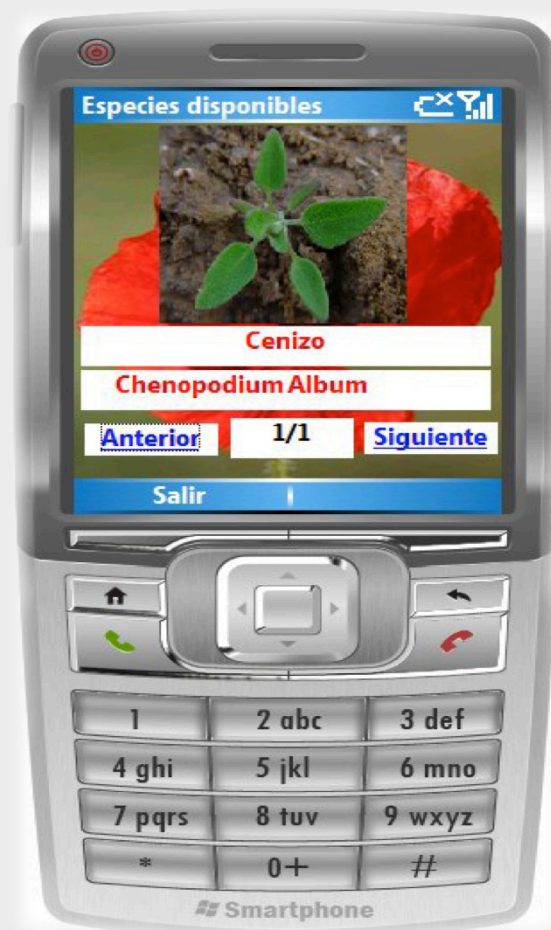 Especies disponibles
Cenizo
Chenopodium Album
Anterior 1/1 Siguiente
Salir
1 2 abc 3 def
4 ghi 5 jkl 6 mno
7 pqrs 8 tuv 9 wxyz
* 0+ #
Smartphone